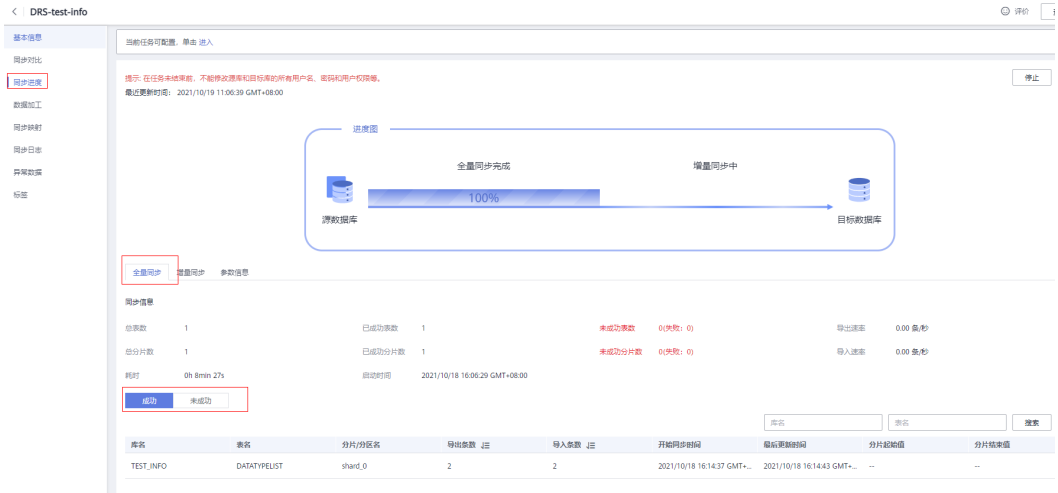 < DRS-test-info
评价
基本信息
同步对比
同步进度
数据加工
同步映射
同步日志
异常数据
标签
当前任务可配置，单击 进入
提示: 在任务未结束前，不能修改源库和目标库的所有用户名、密码和用户权限等。
停止
最近更新时间： 2021/10/19 11:06:39 GMT+08:00
进度图
全量同步完成 增量同步中
100%
源数据库 目标数据库
全量同步 增量同步 参数信息
同步信息
总表数 1 已成功表数 1 未成功表数 0(失败：0) 导出速率 0.00 条/秒
总分片数 1 已成功分片数 1 未成功分片数 0(失败：0) 导入速率 0.00 条/秒
耗时 0h 8min 27s 启动时间 2021/10/18 16:06:29 GMT+08:00
成功 未成功
库名 表名 搜索
库名 表名 分片/分区名 导出条数 导入条数 开始同步时间 最后更新时间 分片起始值 分片结束值
TEST_INFO DATATYPELIST shard_0 2 2 2021/10/18 16:14:37 GMT+... 2021/10/18 16:14:43 GMT+... -- --